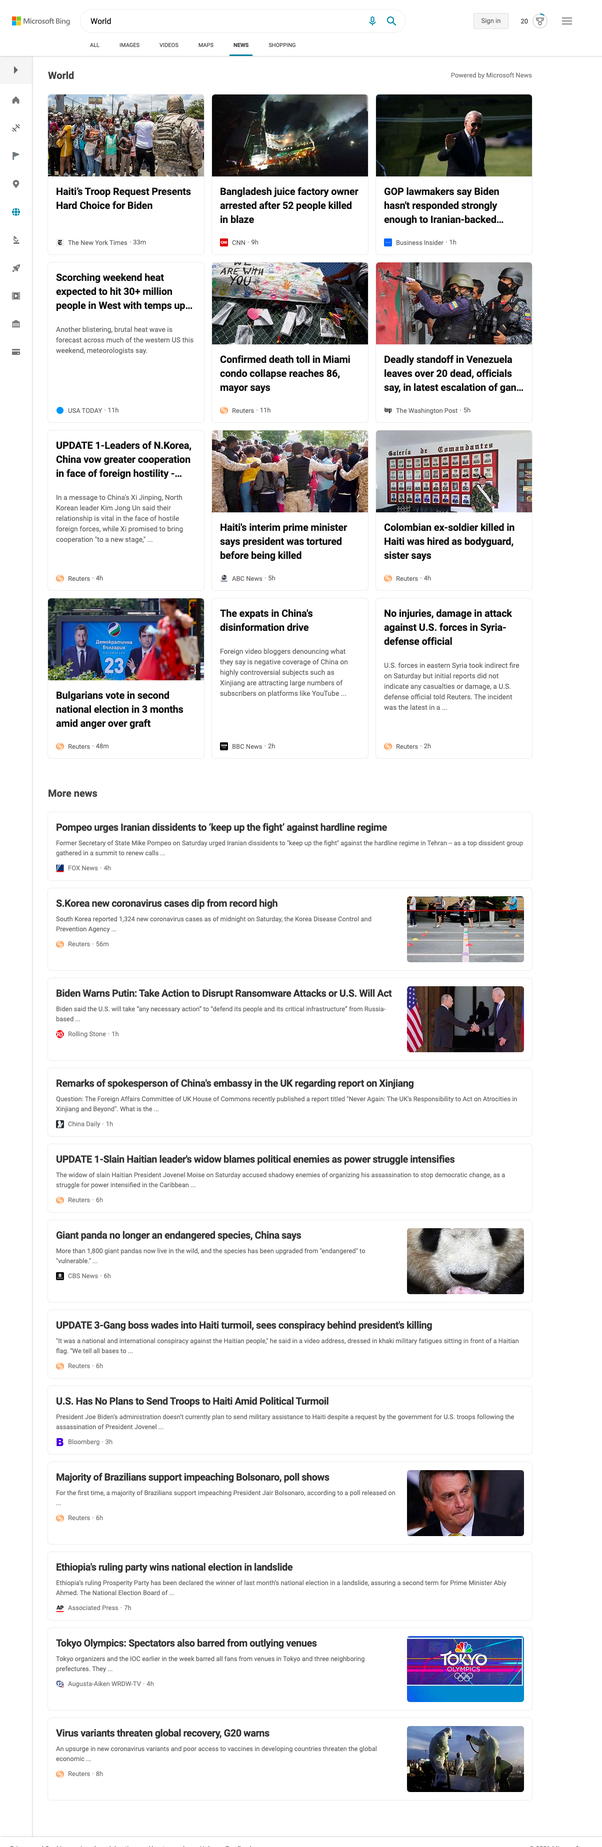 Microsoft Bing
World
Sign in
20
ALL
IMAGES
VIDEOS
MAPS
NEWS
SHOPPING
World
Powered by Microsoft News
Haiti's Troop Request Presents
Hard Choice for Biden
The New York Times · 33m
Bangladesh juice factory owner
arrested after 52 people killed
in blaze
CNN · 9h
GOP lawmakers say Biden
hasn't responded strongly
enough to Iranian-backed...
Business Insider · 1h
Scorching weekend heat
expected to hit 30+ million
people in West with temps up...
Another blistering, brutal heat wave is
forecast across much of the western US this
weekend, meteorologists say.
USA TODAY · 11h
WE
ARE WITH
YOU
Confirmed death toll in Miami
condo collapse reaches 86,
mayor says
Reuters · 11h
Deadly standoff in Venezuela
leaves over 20 dead, officials
say, in latest escalation of gan...
The Washington Post · 5h
UPDATE 1-Leaders of N.Korea,
China vow greater cooperation
in face of foreign hostility -...
In a message to China's Xi Jinping, North
Korean leader Kim Jong Un said their
relationship is vital in the face of hostile
foreign forces, while Xi promised to bring
cooperation "to a new stage," ...
Reuters · 4h
Haiti's interim prime minister
says president was tortured
before being killed
ABC News · 5h
Galería de Comandantes
Colombian ex-soldier killed in
Haiti was hired as bodyguard,
sister says
Reuters · 4h
Демократична
България
23
Bulgarians vote in second
national election in 3 months
amid anger over graft
Reuters · 48m
The expats in China's
disinformation drive
Foreign video bloggers denouncing what
they say is negative coverage of China on
highly controversial subjects such as
Xinjiang are attracting large numbers of
subscribers on platforms like YouTube ...
BBC News · 2h
No injuries, damage in attack
against U.S. forces in Syria-
defense official
U.S. forces in eastern Syria took indirect fire
on Saturday but initial reports did not
indicate any casualties or damage, a U.S.
defense official told Reuters. The incident
was the latest in a ...
Reuters · 2h
More news
Pompeo urges Iranian dissidents to 'keep up the fight' against hardline regime
Former Secretary of State Mike Pompeo on Saturday urged Iranian dissidents to "keep up the fight" against the hardline regime in Tehran -- as a top dissident group
gathered in a summit to renew calls ...
FOX News · 4h
S.Korea new coronavirus cases dip from record high
South Korea reported 1,324 new coronavirus cases as of midnight on Saturday, the Korea Disease Control and
Prevention Agency ...
Reuters · 56m
Biden Warns Putin: Take Action to Disrupt Ransomware Attacks or U.S. Will Act
Biden said the U.S. will take "any necessary action" to "defend its people and its critical infrastructure" from Russia-
based ...
Rolling Stone · 1h
Remarks of spokesperson of China's embassy in the UK regarding report on Xinjiang
Question: The Foreign Affairs Committee of UK House of Commons recently published a report titled "Never Again: The UK's Responsibility to Act on Atrocities in
Xinjiang and Beyond". What is the ...
China Daily · 1h
UPDATE 1-Slain Haitian leader's widow blames political enemies as power struggle intensifies
The widow of slain Haitian President Jovenel Moise on Saturday accused shadowy enemies of organizing his assassination to stop democratic change, as a
struggle for power intensified in the Caribbean ...
Reuters · 6h
Giant panda no longer an endangered species, China says
More than 1,800 giant pandas now live in the wild, and the species has been upgraded from "endangered" to
"vulnerable." ...
CBS News · 6h
UPDATE 3-Gang boss wades into Haiti turmoil, sees conspiracy behind president's killing
"It was a national and international conspiracy against the Haitian people," he said in a video address, dressed in khaki military fatigues sitting in front of a Haitian
flag. "We tell all bases to ...
Reuters · 6h
U.S. Has No Plans to Send Troops to Haiti Amid Political Turmoil
President Joe Biden's administration doesn't currently plan to send military assistance to Haiti despite a request by the government for U.S. troops following the
assassination of President Jovenel ...
Bloomberg · 3h
Majority of Brazilians support impeaching Bolsonaro, poll shows
For the first time, a majority of Brazilians support impeaching President Jair Bolsonaro, according to a poll released on
...
Reuters · 6h
Ethiopia's ruling party wins national election in landslide
Ethiopia's ruling Prosperity Party has been declared the winner of last month's national election in a landslide, assuring a second term for Prime Minister Abiy
Ahmed. The National Election Board of ...
AP
Associated Press · 7h
Tokyo Olympics: Spectators also barred from outlying venues
Tokyo organizers and the IOC earlier in the week barred all fans from venues in Tokyo and three neighboring
prefectures. They ...
Augusta-Aiken WRDW-TV · 4h
TOKYO
OLYMPICS
Virus variants threaten global recovery, G20 warns
An upsurge in new coronavirus variants and poor access to vaccines in developing countries threaten the global
economic ...
Reuters · 8h